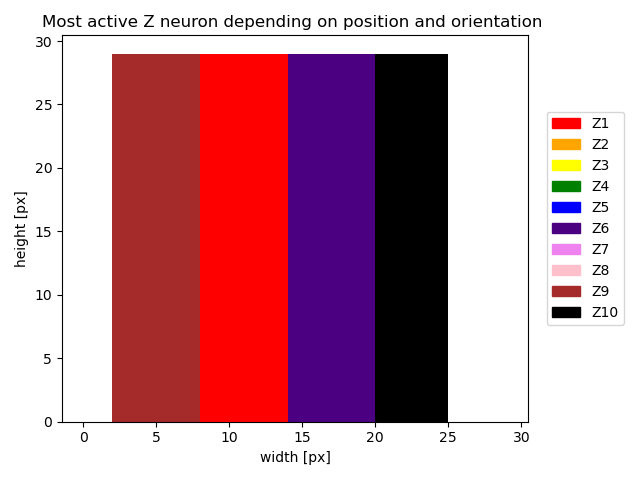 Most active Z neuron depending on position and orientation
30
25
20
15
10
5
0
height [px]
0 5 10 15 20 25 30
width [px]
Z1
Z2
Z3
Z4
Z5
Z6
Z7
Z8
Z9
Z10